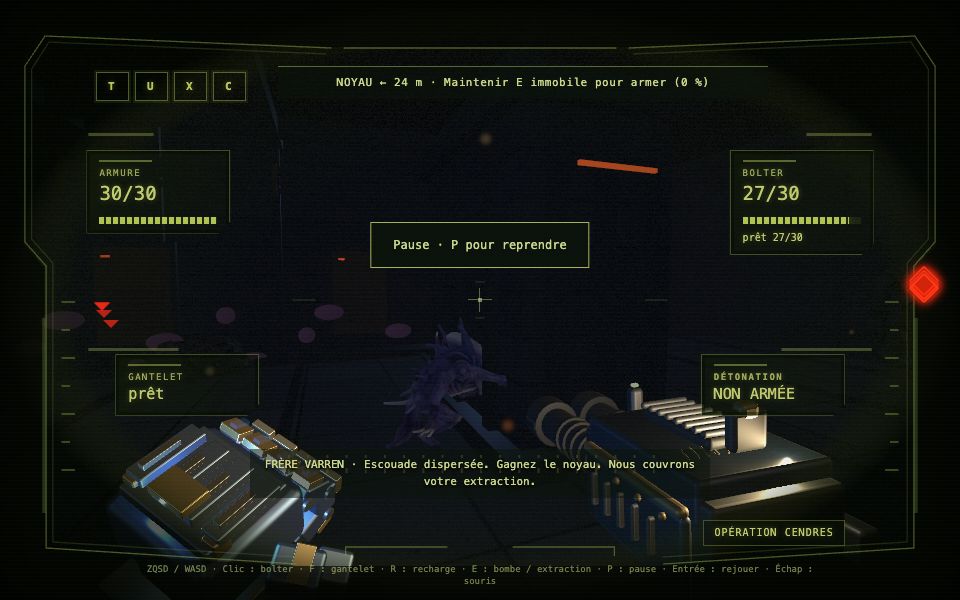 T U X C
NOYAU ← 24 m · Maintenir E immobile pour armer (0 %)
ARMURE
30/30
BOLTER
27/30
prêt 27/30
Pause · P pour reprendre
GANTELET
prêt
DÉTONATION
NON ARMÉE
FRÈRE VARREN · Escouade dispersée. Gagnez le noyau. Nous couvrons
votre extraction.
OPÉRATION CENDRES
ZQSD / WASD · Clic : bolter · F : gantelet · R : recharge · E : bombe / extraction · P : pause · Entrée : rejouer · Échap :
souris